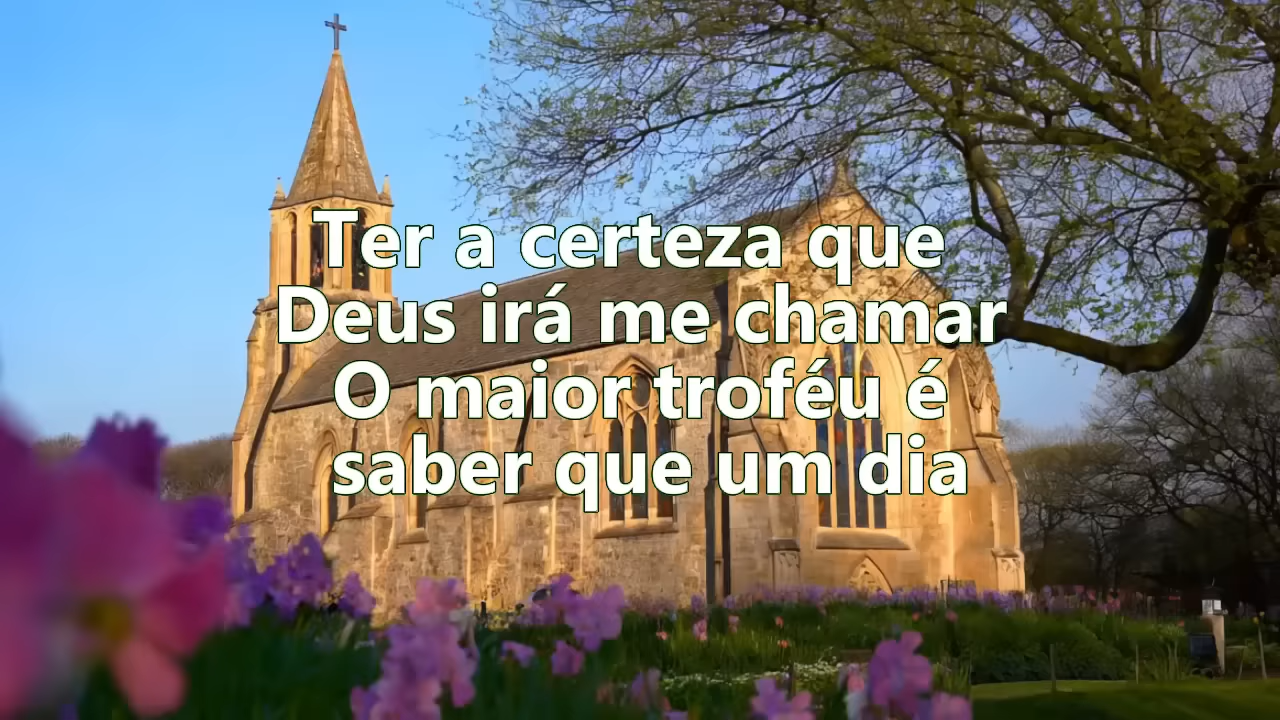 Ter a certeza que
Deus irá me chamar
O maior troféu é
saber que um dia